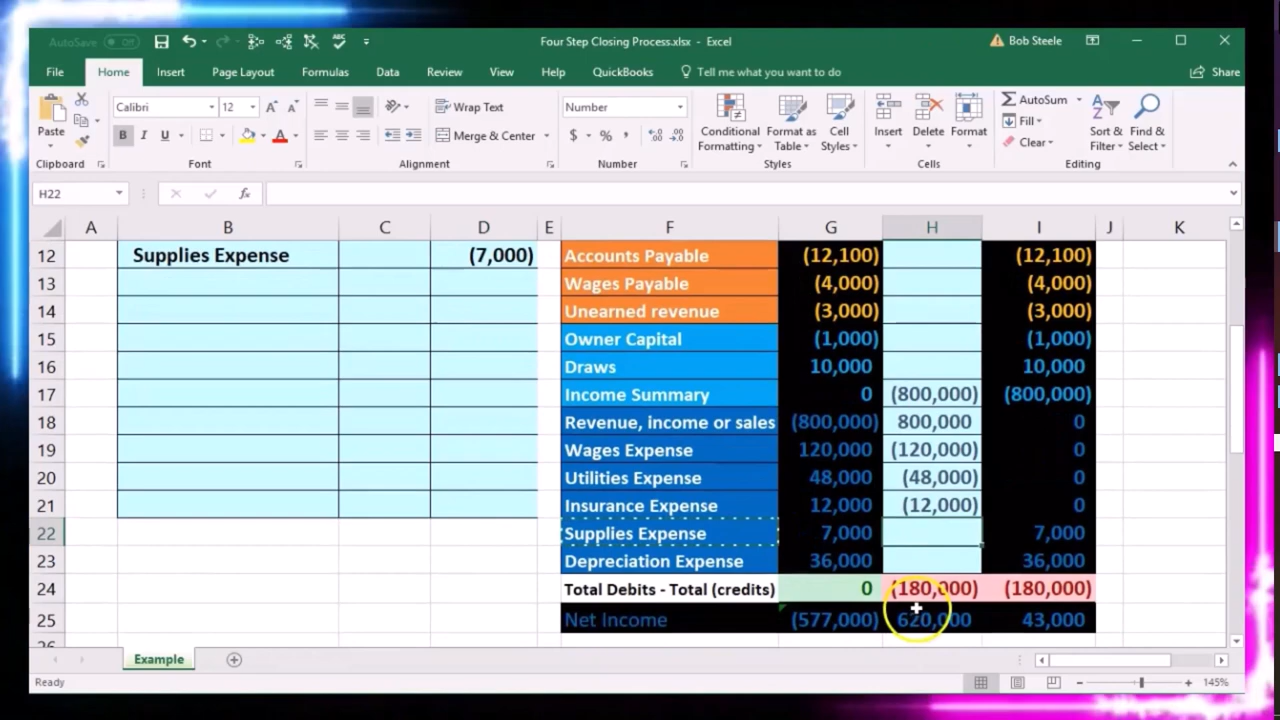 AutoSave Off Four Step Closing Process.xlsx - Excel Bob Steele
File Home Insert Page Layout Formulas Data Review View Help QuickBooks Tell me what you want to do Share
Paste Calibri 12 Wrap Text Number Conditional Formatting Format as Table Cell Styles Insert Delete Format AutoSum Sort & Filter Find & Select
B I U Merge & Center $ % Fill
Clear
Clipboard Font Alignment Number Styles Cells Editing
H22 fx
A B C D E F G H I J K
12 Supplies Expense (7,000) Accounts Payable (12,100) (12,100)
13 Wages Payable (4,000) (4,000)
14 Unearned revenue (3,000) (3,000)
15 Owner Capital (1,000) (1,000)
16 Draws 10,000 10,000
17 Income Summary 0 (800,000) (800,000)
18 Revenue, income or sales (800,000) 800,000 0
19 Wages Expense 120,000 (120,000) 0
20 Utilities Expense 48,000 (48,000) 0
21 Insurance Expense 12,000 (12,000) 0
22 Supplies Expense 7,000 7,000
23 Depreciation Expense 36,000 36,000
24 Total Debits - Total (credits) 0 (180,000) (180,000)
25 Net Income (577,000) 620,000 43,000
Example
Ready 145%